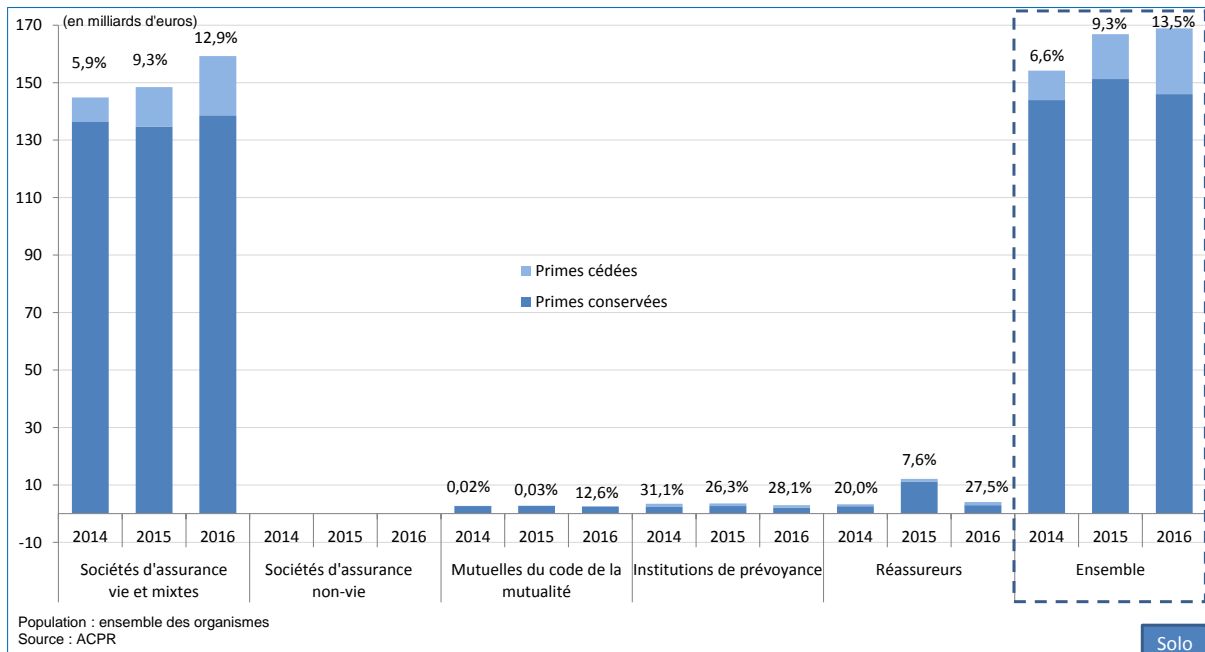 (en milliards d'euros)
170
150
130
110
90
70
50
30
10
-10
5,9%
9,3%
12,9%
0,02%
0,03%
12,6%
31,1%
26,3%
28,1%
20,0%
7,6%
27,5%
6,6%
9,3%
13,5%
Primes cédées
Primes conservées
2014 2015 2016 2014 2015 2016 2014 2015 2016 2014 2015 2016 2014 2015 2016 2014 2015 2016
Sociétés d'assurance
vie et mixtes
Sociétés d'assurance
non-vie
Mutuelles du code de la
mutualité
Institutions de prévoyance
Réassureurs
Ensemble
Population : ensemble des organismes
Source : ACPR
Solo